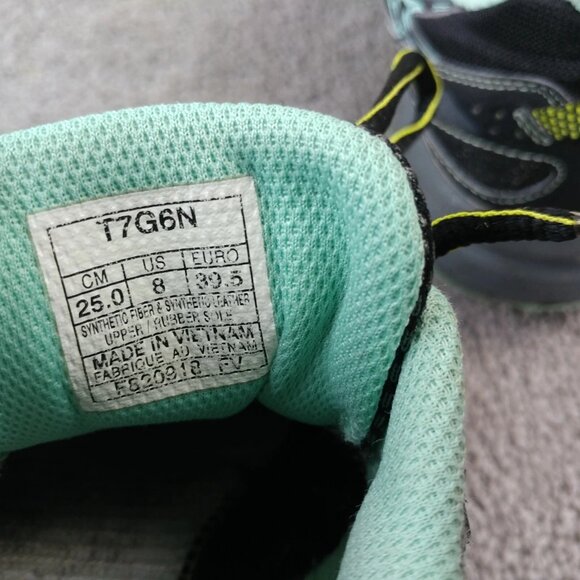 T7G6N
CM US EURO
25.0 8 39.5
SYNTHETIC FIBER & SYNTHETIC LEATHER
UPPER / RUBBER SOLE
MADE IN VIETNAM
FABRIQUE AU VIETNAM
FS20918 FV